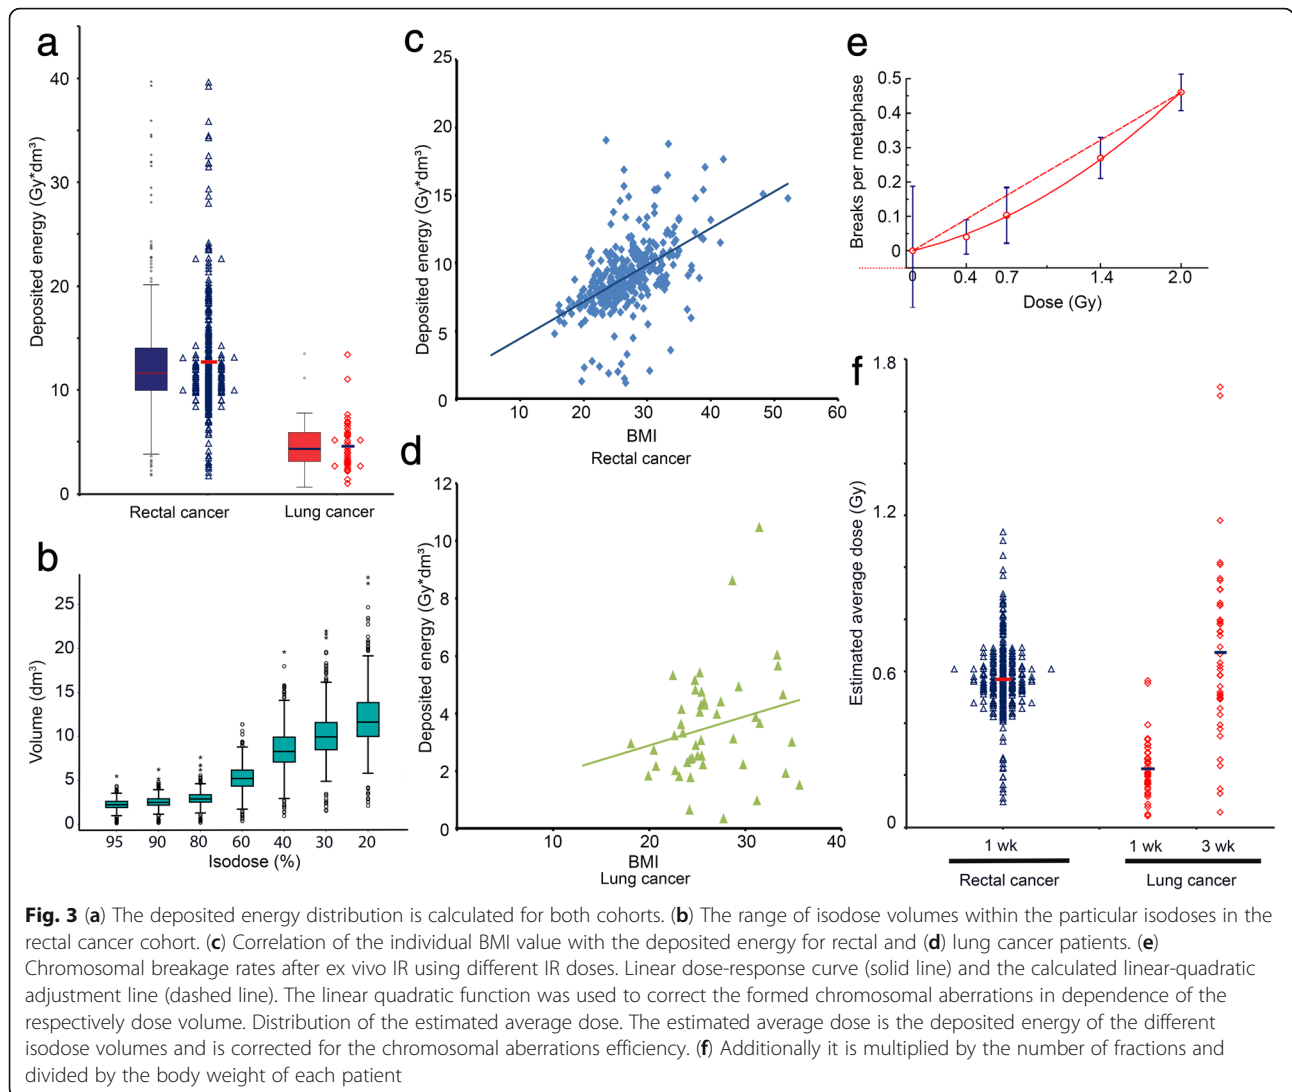 a
Deposited energy (Gy*dm³)
40
30
20
10
0
Rectal cancer
Lung cancer
b
Volume (dm³)
25
20
15
10
5
0
95 90 80 60 40 30 20
Isodose (%)
c
Deposited energy (Gy*dm³)
25
20
15
10
5
0
10 20 30 40 50 60
BMI
Rectal cancer
d
Deposited energy (Gy*dm³)
12
10
8
6
4
2
0
10 20 30 40
BMI
Lung cancer
e
Breaks per metaphase
0.5
0.4
0.3
0.2
0.1
0
0 0.4 0.7 1.4 2.0
Dose (Gy)
f
Estimated average dose (Gy)
1.8
1.2
0.6
0
1 wk 1 wk 3 wk
Rectal cancer Lung cancer
Fig. 3 (a) The deposited energy distribution is calculated for both cohorts. (b) The range of isodose volumes within the particular isodoses in the
rectal cancer cohort. (c) Correlation of the individual BMI value with the deposited energy for rectal and (d) lung cancer patients. (e)
Chromosomal breakage rates after ex vivo IR using different IR doses. Linear dose-response curve (solid line) and the calculated linear-quadratic
adjustment line (dashed line). The linear quadratic function was used to correct the formed chromosomal aberrations in dependence of the
respectively dose volume. Distribution of the estimated average dose. The estimated average dose is the deposited energy of the different
isodose volumes and is corrected for the chromosomal aberrations efficiency. (f) Additionally it is multiplied by the number of fractions and
divided by the body weight of each patient